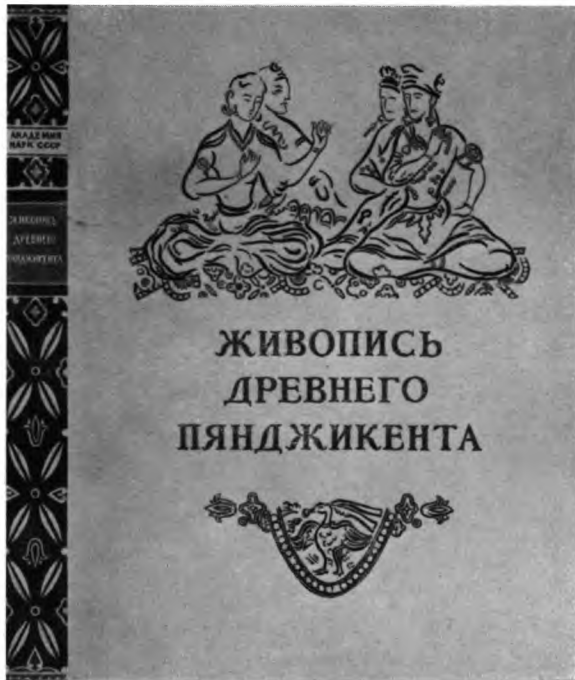 АКАДЕМИЯ
НАУК СССР
ЖИВОПИСЬ
ДРЕВНЕГО
ПЯНДЖИКЕНТА
ЖИВОПИСЬ
ДРЕВНЕГО
ПЯНДЖИКЕНТА